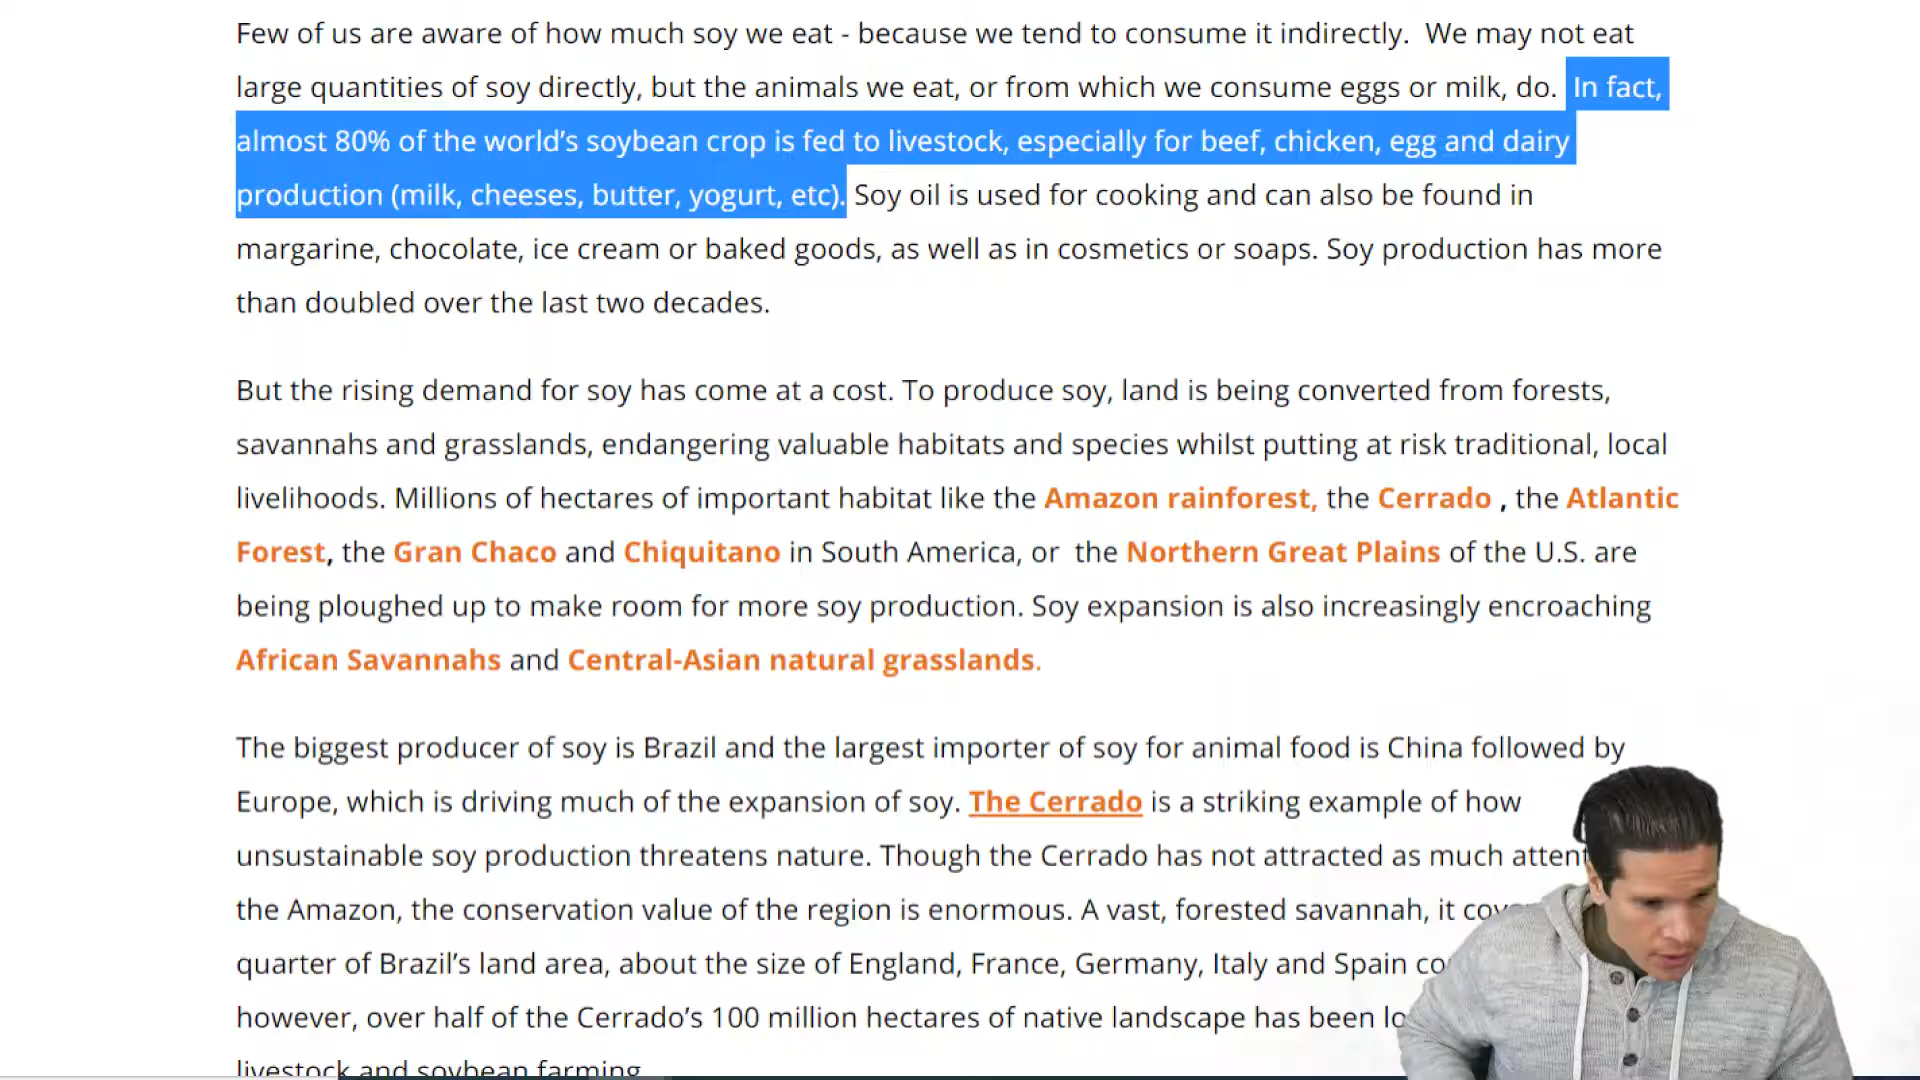 Few of us are aware of how much soy we eat - because we tend to consume it indirectly.  We may not eat
large quantities of soy directly, but the animals we eat, or from which we consume eggs or milk, do.  In fact,
almost 80% of the world’s soybean crop is fed to livestock, especially for beef, chicken, egg and dairy
production (milk, cheeses, butter, yogurt, etc). Soy oil is used for cooking and can also be found in
margarine, chocolate, ice cream or baked goods, as well as in cosmetics or soaps. Soy production has more
than doubled over the last two decades.
But the rising demand for soy has come at a cost. To produce soy, land is being converted from forests,
savannahs and grasslands, endangering valuable habitats and species whilst putting at risk traditional, local
livelihoods. Millions of hectares of important habitat like the Amazon rainforest, the Cerrado , the Atlantic
Forest, the Gran Chaco and Chiquitano in South America, or  the Northern Great Plains of the U.S. are
being ploughed up to make room for more soy production. Soy expansion is also increasingly encroaching
African Savannahs and Central-Asian natural grasslands.
The biggest producer of soy is Brazil and the largest importer of soy for animal food is China followed by
Europe, which is driving much of the expansion of soy. The Cerrado is a striking example of how
unsustainable soy production threatens nature. Though the Cerrado has not attracted as much
the Amazon, the conservation value of the region is enormous. A vast, forested savannah, it
quarter of Brazil’s land area, about the size of England, France, Germany, Italy and Spain
however, over half of the Cerrado’s 100 million hectares of native landscape has been
livestock and soybean farming